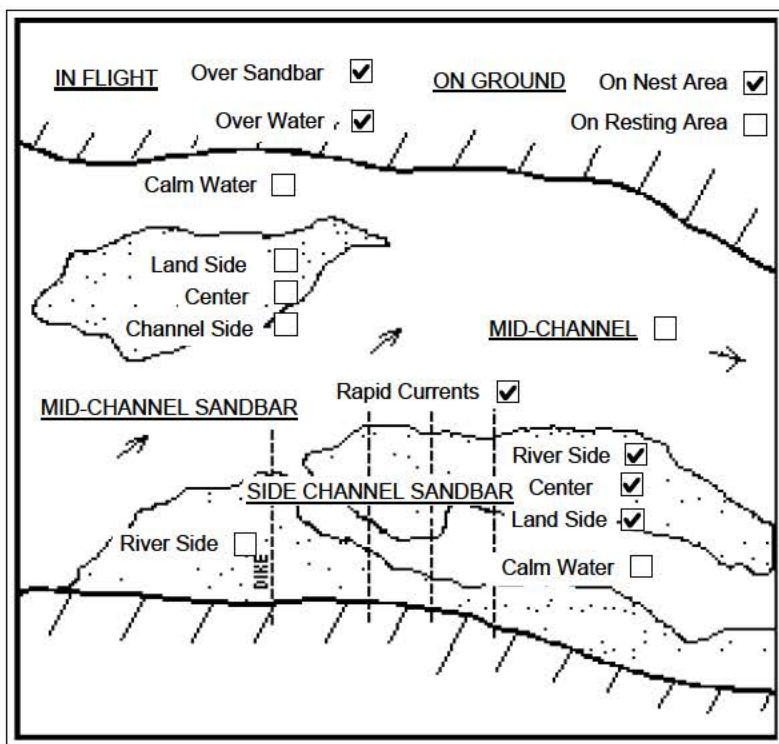 IN FLIGHT Over Sandbar ON GROUND On Nest Area
Over Water On Resting Area
Calm Water
Land Side
Center
Channel Side
MID-CHANNEL
Rapid Currents
MID-CHANNEL SANDBAR
River Side
SIDE CHANNEL SANDBAR Center
Land Side
River Side
DIKE
Calm Water